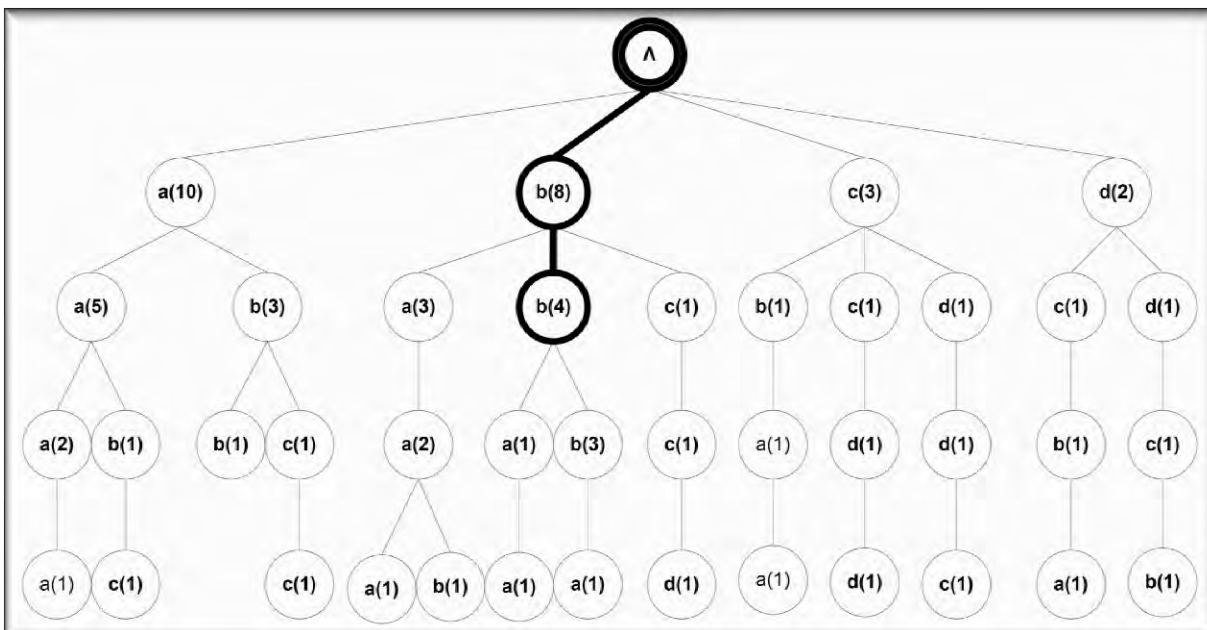 Λ
a(10) b(8) c(3) d(2)
a(5) b(3) a(3) b(4) c(1) b(1) c(1) d(1) c(1) d(1)
a(2) b(1) b(1) c(1) a(2) a(1) b(3) c(1) a(1) d(1) d(1) b(1) c(1)
a(1) c(1) c(1) a(1) b(1) a(1) a(1) d(1) a(1) d(1) c(1) a(1) b(1)